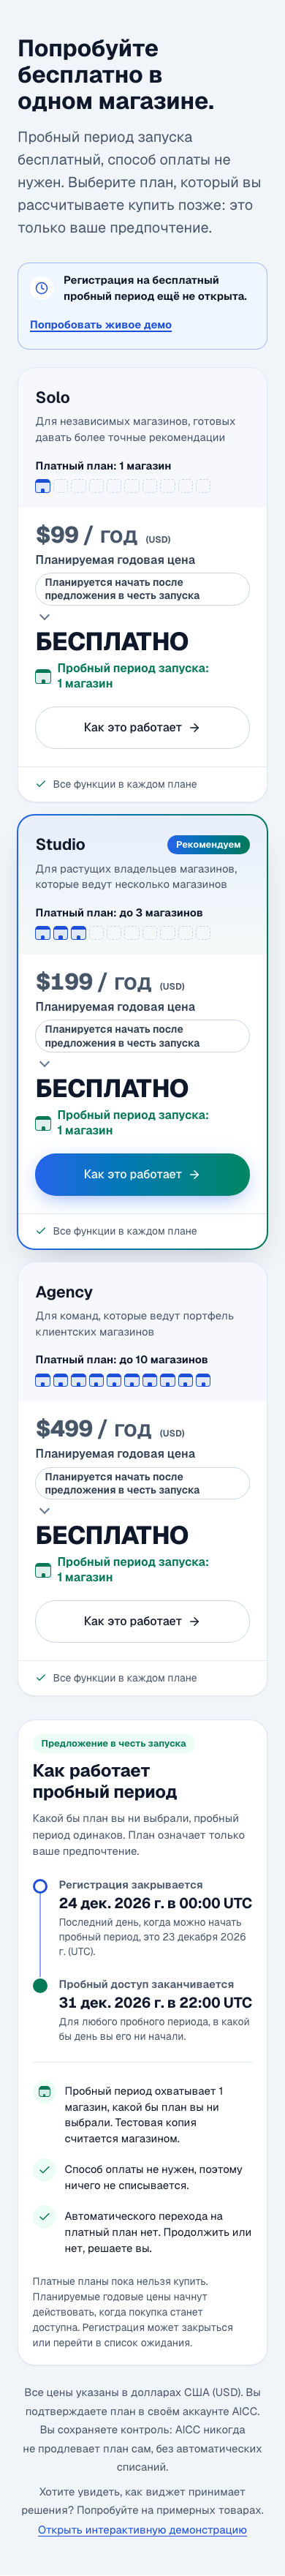 Попробуйте
бесплатно в
одном магазине.
Пробный период запуска
бесплатный, способ оплаты не
нужен. Выберите план, который вы
рассчитываете купить позже: это
только ваше предпочтение.
Регистрация на бесплатный
пробный период ещё не открыта.
Попробовать живое демо
Solo
Для независимых магазинов, готовых
давать более точные рекомендации
Платный план: 1 магазин
$99 / год (USD)
Планируемая годовая цена
Планируется начать после
предложения в честь запуска
БЕСПЛАТНО
Пробный период запуска:
1 магазин
Как это работает →
Все функции в каждом плане
Studio
Рекомендуем
Для растущих владельцев магазинов,
которые ведут несколько магазинов
Платный план: до 3 магазинов
$199 / год (USD)
Планируемая годовая цена
Планируется начать после
предложения в честь запуска
БЕСПЛАТНО
Пробный период запуска:
1 магазин
Как это работает →
Все функции в каждом плане
Agency
Для команд, которые ведут портфель
клиентских магазинов
Платный план: до 10 магазинов
$499 / год (USD)
Планируемая годовая цена
Планируется начать после
предложения в честь запуска
БЕСПЛАТНО
Пробный период запуска:
1 магазин
Как это работает →
Все функции в каждом плане
Предложение в честь запуска
Как работает
пробный период
Какой бы план вы ни выбрали, пробный
период одинаков. План означает только
ваше предпочтение.
Регистрация закрывается
24 дек. 2026 г. в 00:00 UTC
Последний день, когда можно начать
пробный период, это 23 декабря 2026
г. (UTC).
Пробный доступ заканчивается
31 дек. 2026 г. в 22:00 UTC
Для любого пробного периода, в какой
бы день вы его ни начали.
Пробный период охватывает 1
магазин, какой бы план вы ни
выбрали. Тестовая копия
считается магазином.
Способ оплаты не нужен, поэтому
ничего не списывается.
Автоматического перехода на
платный план нет. Продолжить или
нет, решаете вы.
Платные планы пока нельзя купить.
Планируемые годовые цены начнут
действовать, когда покупка станет
доступна. Регистрация может закрыться
или перейти в список ожидания.
Все цены указаны в долларах США (USD). Вы
подтверждаете план в своём аккаунте AICC.
Вы сохраняете контроль: AICC никогда
не продлевает план сам, без автоматических
списаний.
Хотите увидеть, как виджет принимает
решения? Попробуйте на примерных товарах.
Открыть интерактивную демонстрацию